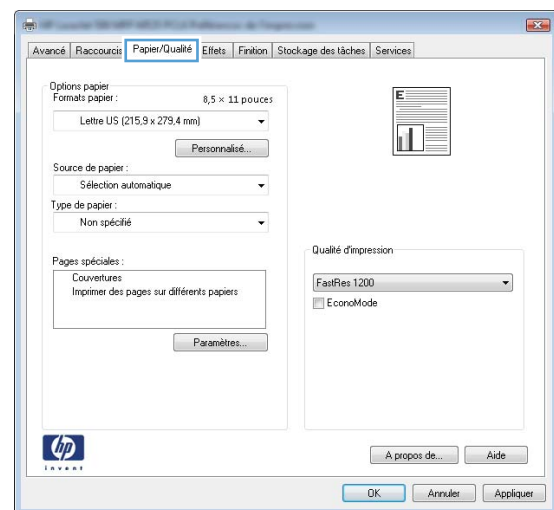 Avancé Raccourcis Papier/Qualité Effets Finition Stockage des tâches Services
Options papier
Formats papier : 8,5 × 11 pouces
Lettre US (215,9 x 279,4 mm)
Personnalisé...
Source de papier :
Sélection automatique
Type de papier :
Non spécifié
Pages spéciales :
Couvertures
Imprimer des pages sur différents papiers
Paramètres...
E
Qualité d'impression
FastRes 1200
EconoMode
hp
invent
A propos de... Aide
OK Annuler Appliquer